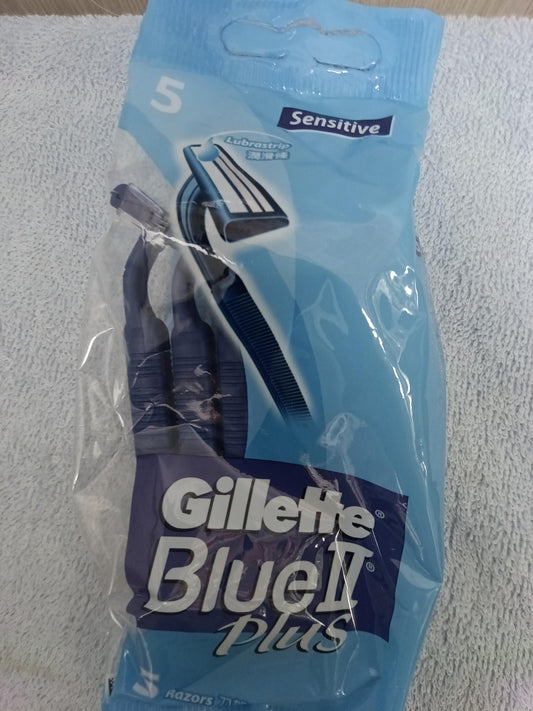 5
Sensitive
Lubrastrip
潤滑條
Gillette®
Blue II®
Plus
5 Razors